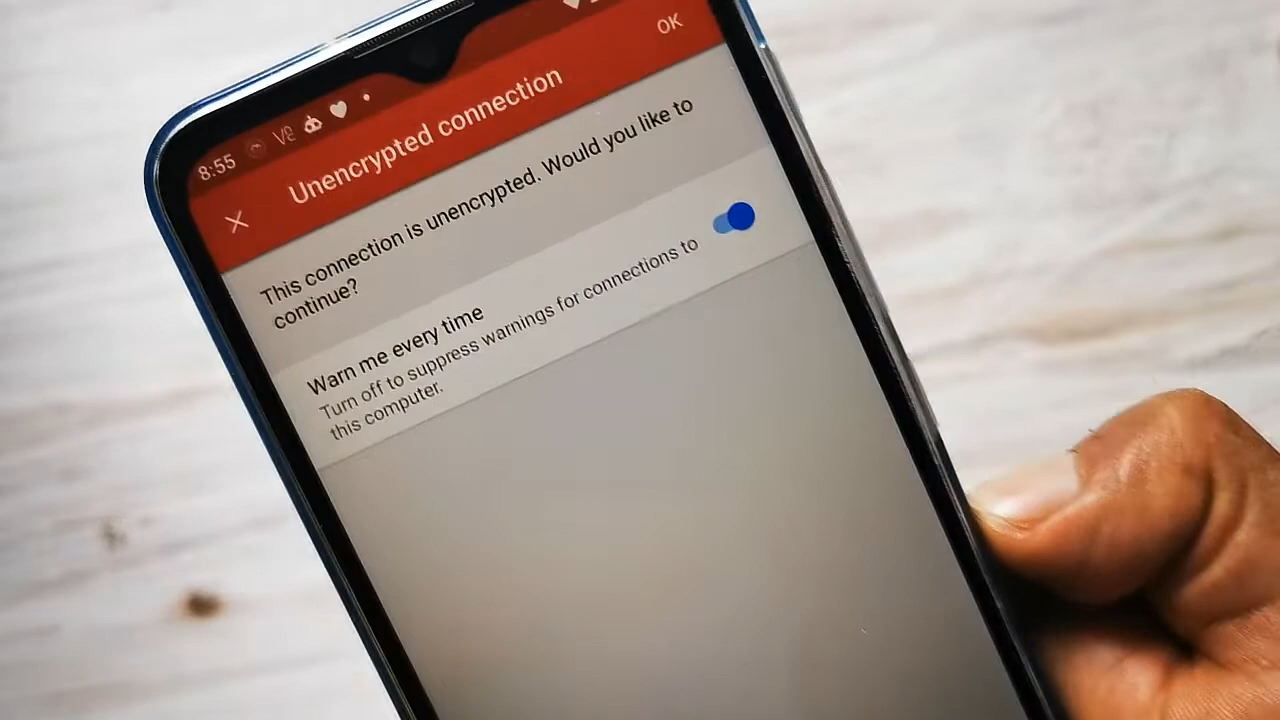 8:55
OK
Unencrypted connection
This connection is unencrypted. Would you like to
continue?
Warn me every time
Turn off to suppress warnings for connections to
this computer.